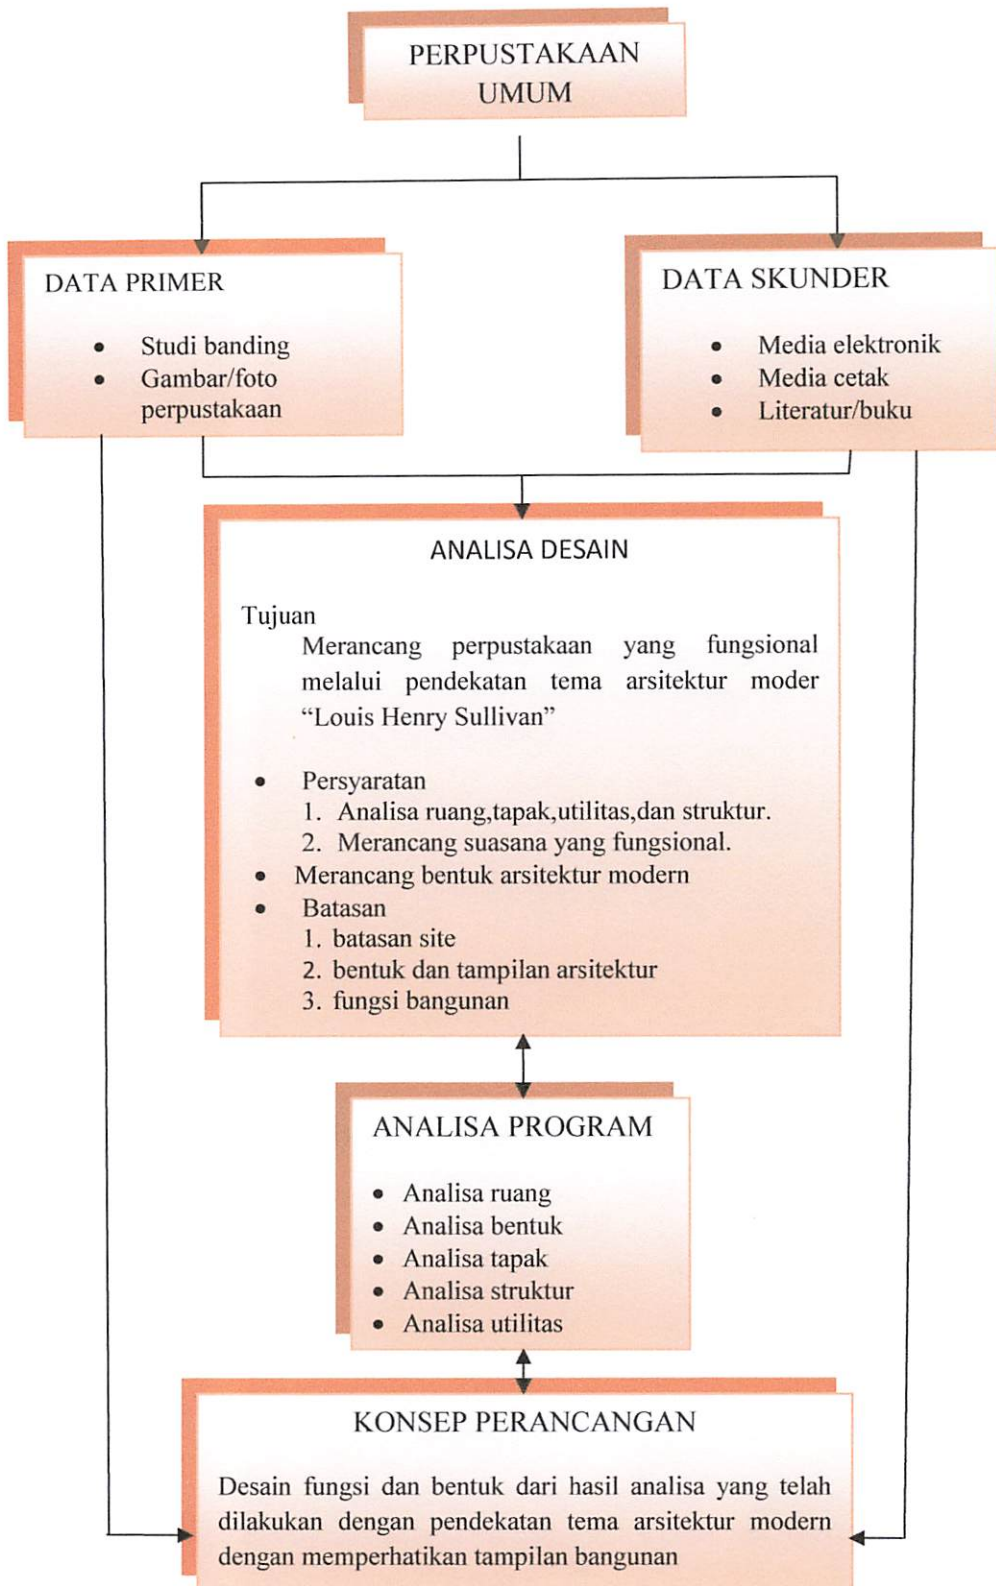 PERPUSTAKAAN
UMUM
DATA PRIMER
• Studi banding
• Gambar/foto
perpustakaan
DATA SKUNDER
• Media elektronik
• Media cetak
• Literatur/buku
ANALISA DESAIN
Tujuan
Merancang perpustakaan yang fungsional
melalui pendekatan tema arsitektur moder
“Louis Henry Sullivan”
• Persyaratan
1. Analisa ruang,tapak,utilitas,dan struktur.
2. Merancang suasana yang fungsional.
• Merancang bentuk arsitektur modern
• Batasan
1. batasan site
2. bentuk dan tampilan arsitektur
3. fungsi bangunan
ANALISA PROGRAM
• Analisa ruang
• Analisa bentuk
• Analisa tapak
• Analisa struktur
• Analisa utilitas
KONSEP PERANCANGAN
Desain fungsi dan bentuk dari hasil analisa yang telah
dilakukan dengan pendekatan tema arsitektur modern
dengan memperhatikan tampilan bangunan